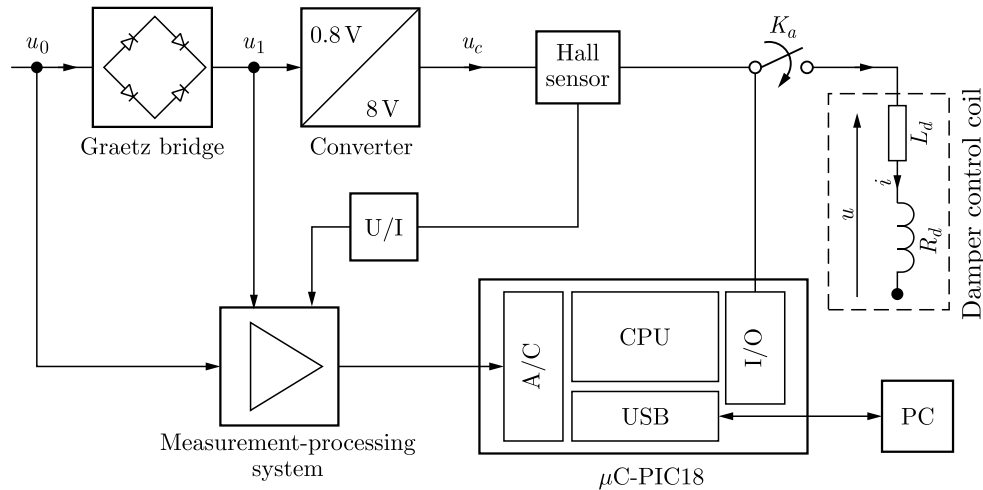 u0
u1
0.8 V
8 V
uc
Hall
sensor
Ka
Graetz bridge
Converter
U/I
Ld
i
u
Rd
Damper control coil
A/C
CPU
I/O
USB
PC
Measurement-processing
system
μC-PIC18